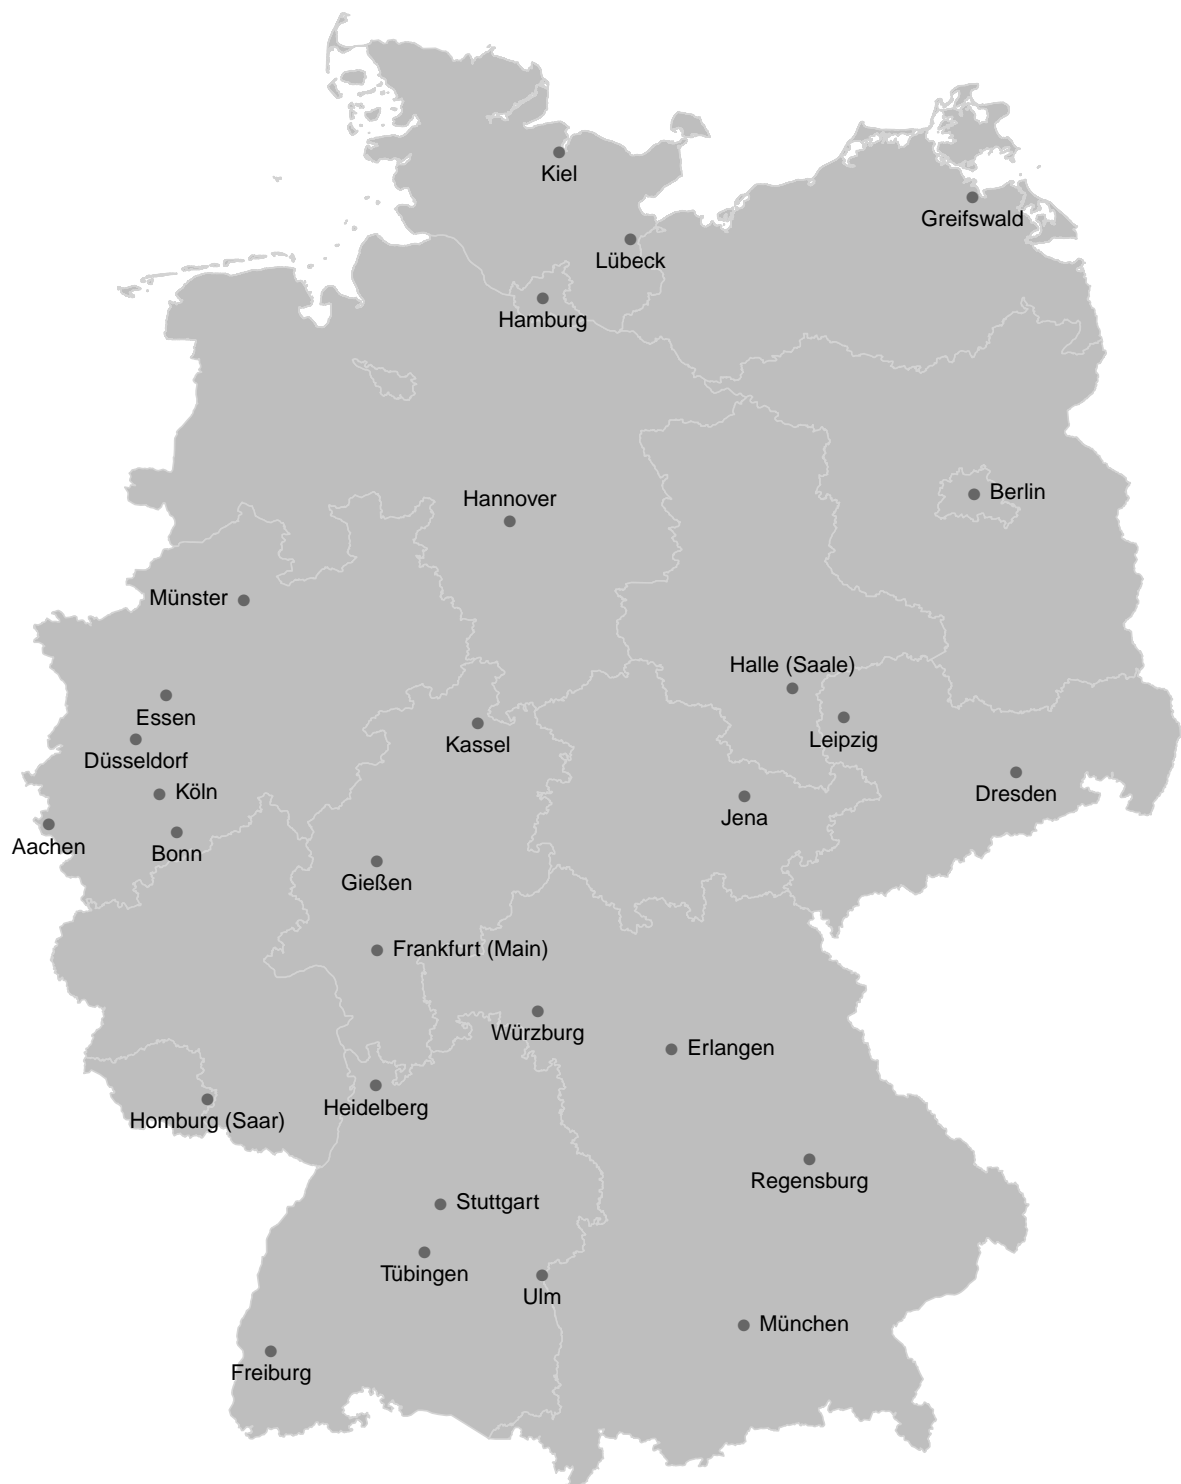 Kiel
Greifswald
Lübeck
Hamburg
Berlin
Hannover
Münster
Halle (Saale)
Essen
Leipzig
Kassel
Düsseldorf
Köln
Dresden
Jena
Aachen
Bonn
Gießen
Frankfurt (Main)
Würzburg
Erlangen
Heidelberg
Homburg (Saar)
Regensburg
Stuttgart
Tübingen
Ulm
München
Freiburg